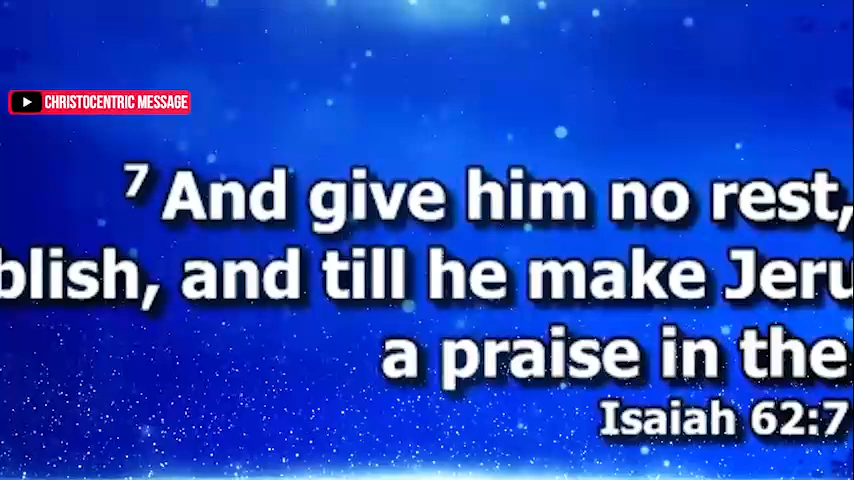 CHRISTOCENTRIC MESSAGE
7 And give him no rest,
blish, and till he make Jeru
a praise in the
Isaiah 62:7